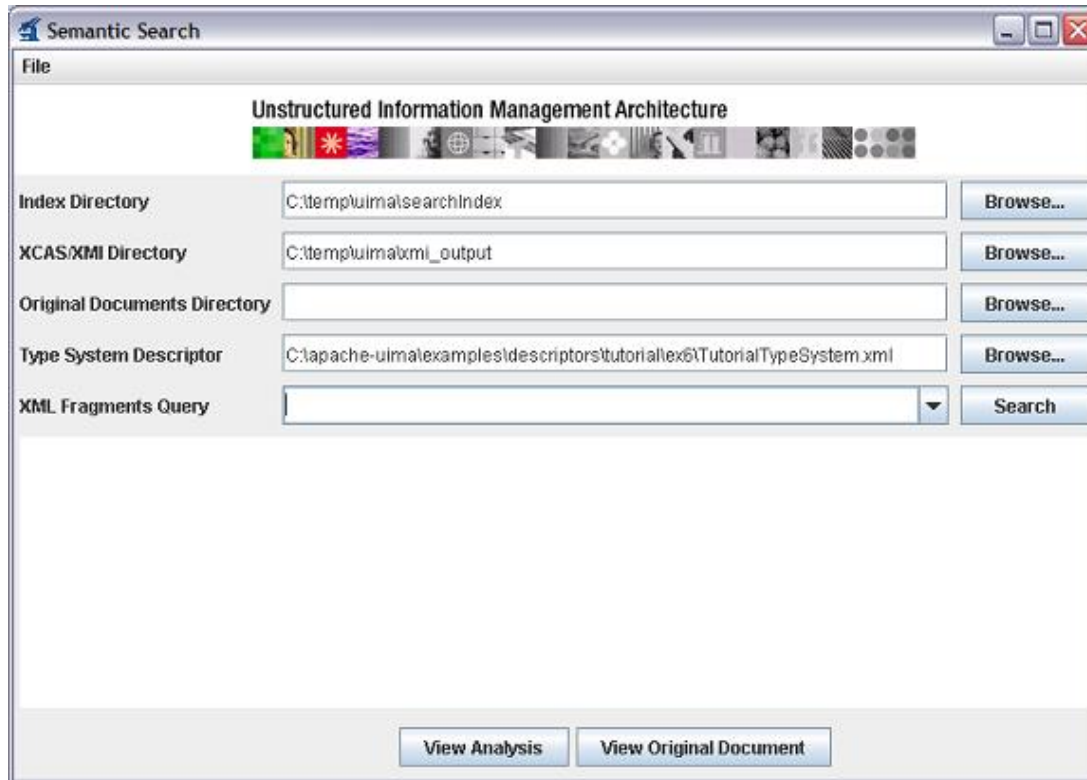 Semantic Search
File
Unstructured Information Management Architecture
Index Directory C:\temp\uima\searchIndex Browse...
XCAS/XMI Directory C:\temp\uima\xmi_output Browse...
Original Documents Directory Browse...
Type System Descriptor C:\apache-uima\examples\descriptors\tutorial\ex6\TutorialTypeSystem.xml Browse...
XML Fragments Query Search
View Analysis View Original Document